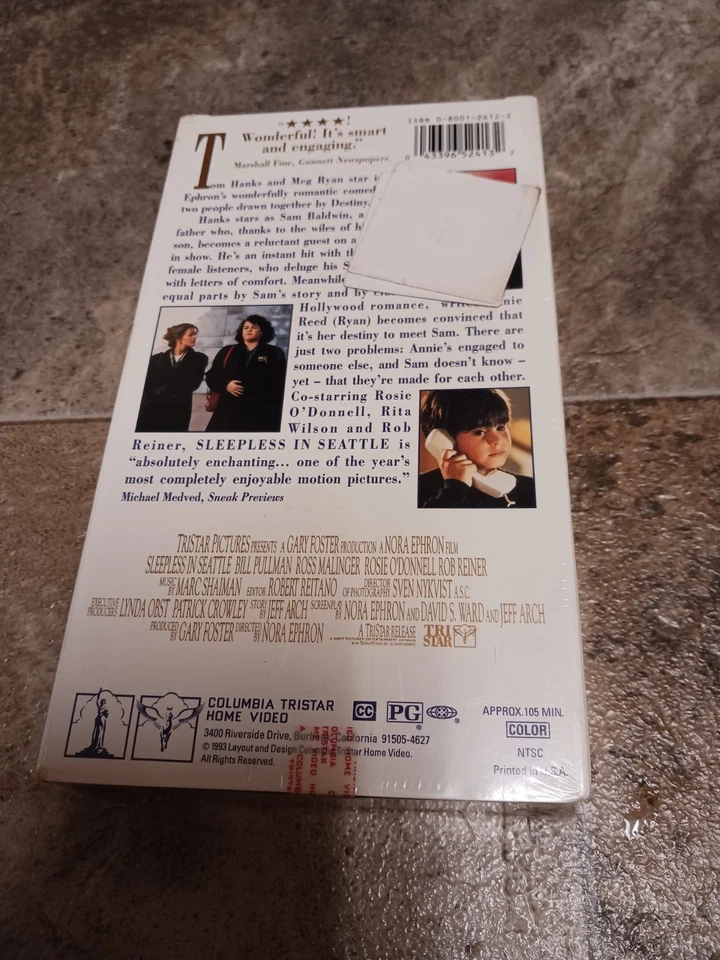 "★★★★!
Wonderful! It's smart
and engaging."
Marshall Fine, Gannett Newspapers
ISBN 0-8001-2612-2
0 43396 52413 2
Tom Hanks and Meg Ryan star
Ephron's wonderfully romantic
two people drawn together by Destiny.
Hanks stars as Sam Baldwin, a
father who, thanks to the wiles of
son, becomes a reluctant guest on a
in show. He's an instant hit with
female listeners, who deluge his
with letters of comfort. Meanwhile
equal parts by Sam's story and by
Hollywood romance,
Reed (Ryan) becomes convinced that
it's her destiny to meet Sam. There are
just two problems: Annie's engaged to
someone else, and Sam doesn't know –
yet – that they're made for each other.
Co-starring Rosie
O'Donnell, Rita
Wilson and Rob
Reiner, SLEEPLESS IN SEATTLE is
"absolutely enchanting... one of the year's
most completely enjoyable motion pictures."
Michael Medved, Sneak Previews
TRISTAR PICTURES PRESENTS A GARY FOSTER PRODUCTION A NORA EPHRON FILM
SLEEPLESS IN SEATTLE BILL PULLMAN ROSS MALINGER ROSIE O'DONNELL ROB REINER
MUSIC BY MARC SHAIMAN EDITOR ROBERT REITANO DIRECTOR OF PHOTOGRAPHY SVEN NYKVIST A.S.C.
EXECUTIVE PRODUCERS LYNDA OBST PATRICK CROWLEY STORY BY JEFF ARCH SCREENPLAY BY NORA EPHRON AND DAVID S. WARD AND JEFF ARCH
PRODUCED BY GARY FOSTER DIRECTED BY NORA EPHRON A TRISTAR RELEASE TRI STAR
COLUMBIA TRISTAR
HOME VIDEO
3400 Riverside Drive, Burbank, California 91505-4627
© 1993 Layout and Design Columbia Tristar Home Video.
All Rights Reserved.
CC PG
APPROX. 105 MIN.
COLOR
NTSC
Printed in U.S.A.